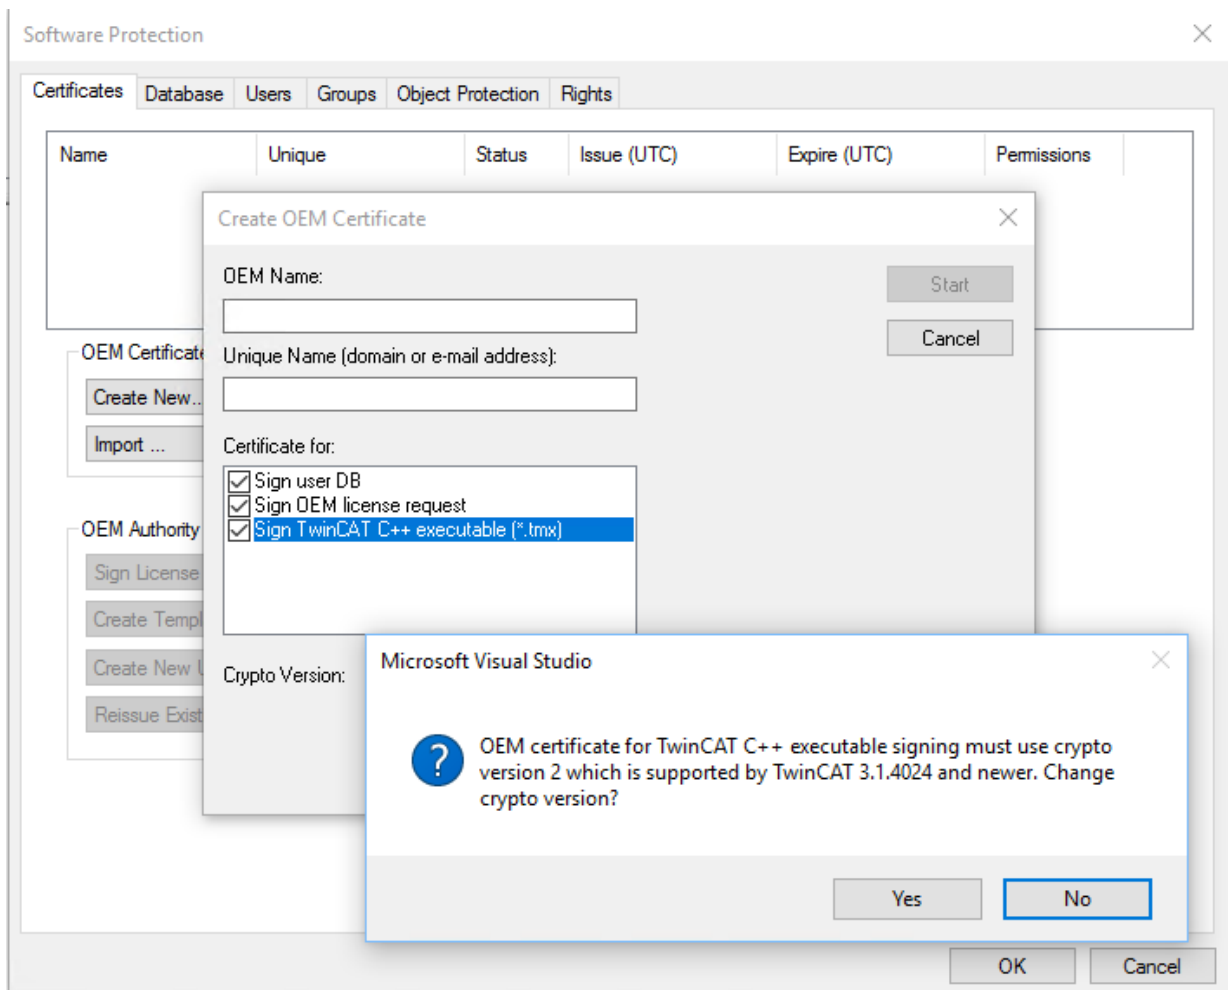 Software Protection
Certificates Database Users Groups Object Protection Rights
Name Unique Status Issue (UTC) Expire (UTC) Permissions
Create OEM Certificate
OEM Name:
Start
Cancel
Unique Name (domain or e-mail address):
OEM Certificate
Create New..
Import ...
Certificate for:
Sign user DB
Sign OEM license request
Sign TwinCAT C++ executable (*.tmx)
OEM Authority
Sign License
Create Templ
Create New
Reissue Exist
Crypto Version:
Microsoft Visual Studio
OEM certificate for TwinCAT C++ executable signing must use crypto
version 2 which is supported by TwinCAT 3.1.4024 and newer. Change
crypto version?
Yes No
OK Cancel